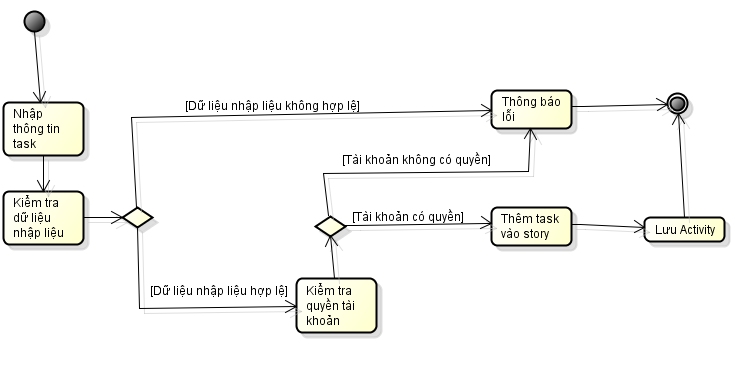 [Dữ liệu nhập liệu không hợp lệ]
Thông báo
lỗi
Nhập
thông tin
task
[Tài khoản không có quyền]
Kiểm tra
dữ liệu
nhập liệu
[Tài khoản có quyền]
Thêm task
vào story
Lưu Activity
[Dữ liệu nhập liệu hợp lệ]
Kiểm tra
quyền tài
khoản